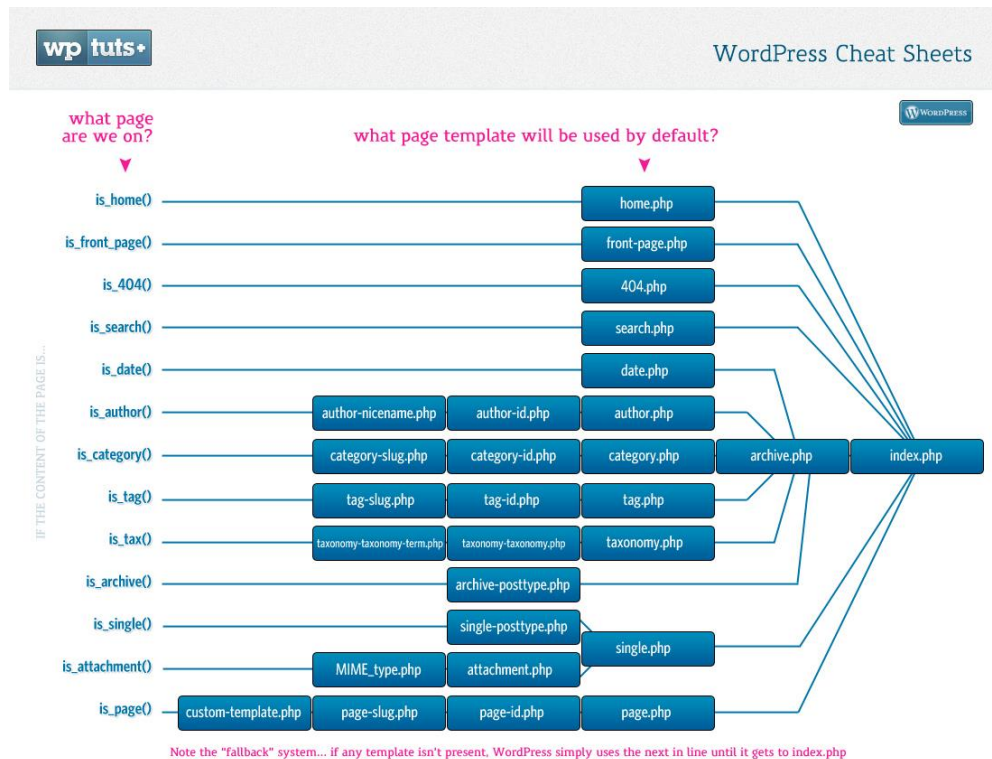 wp tuts+
WordPress Cheat Sheets
WORDPRESS
what page
are we on?
what page template will be used by default?
IF THE CONTENT OF THE PAGE IS...
is_home()
home.php
is_front_page()
front-page.php
is_404()
404.php
is_search()
search.php
is_date()
date.php
is_author()
author-nicename.php
author-id.php
author.php
is_category()
category-slug.php
category-id.php
category.php
archive.php
index.php
is_tag()
tag-slug.php
tag-id.php
tag.php
is_tax()
taxonomy-taxonomy-term.php
taxonomy-taxonomy.php
taxonomy.php
is_archive()
archive-posttype.php
is_single()
single-posttype.php
single.php
is_attachment()
MIME_type.php
attachment.php
is_page()
custom-template.php
page-slug.php
page-id.php
page.php
Note the "fallback" system... if any template isn't present, WordPress simply uses the next in line until it gets to index.php